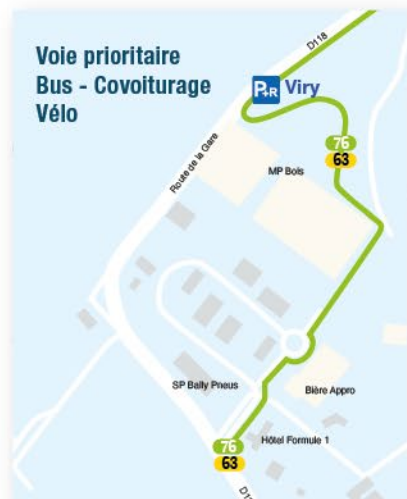 Voie prioritaire
Bus - Covoiturage
Vélo
D118
P+R Viry
Route de la Gare
76
63
MP Bois
SP Bally Pneus
Bière Appro
Hôtel Formule 1
76
63